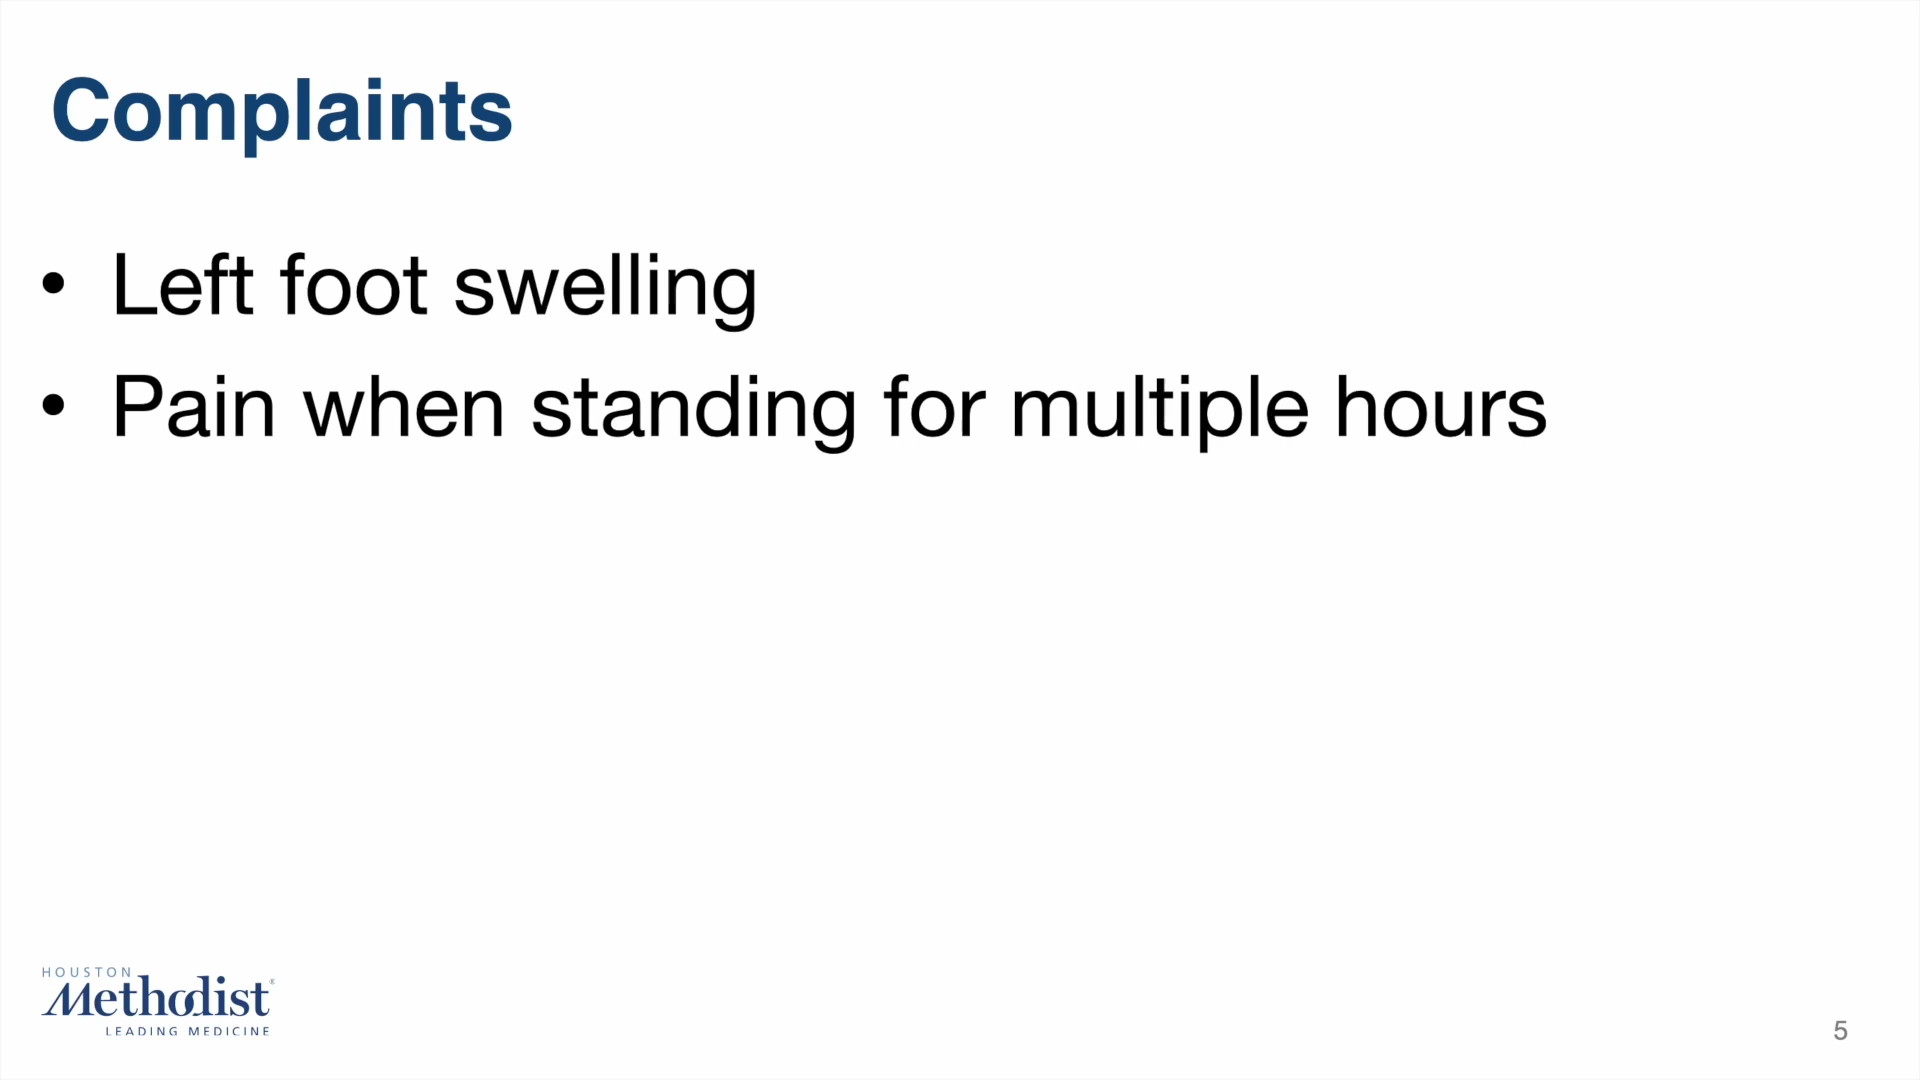 Complaints
• Left foot swelling
• Pain when standing for multiple hours
HOUSTON
Methodist®
LEADING MEDICINE
5